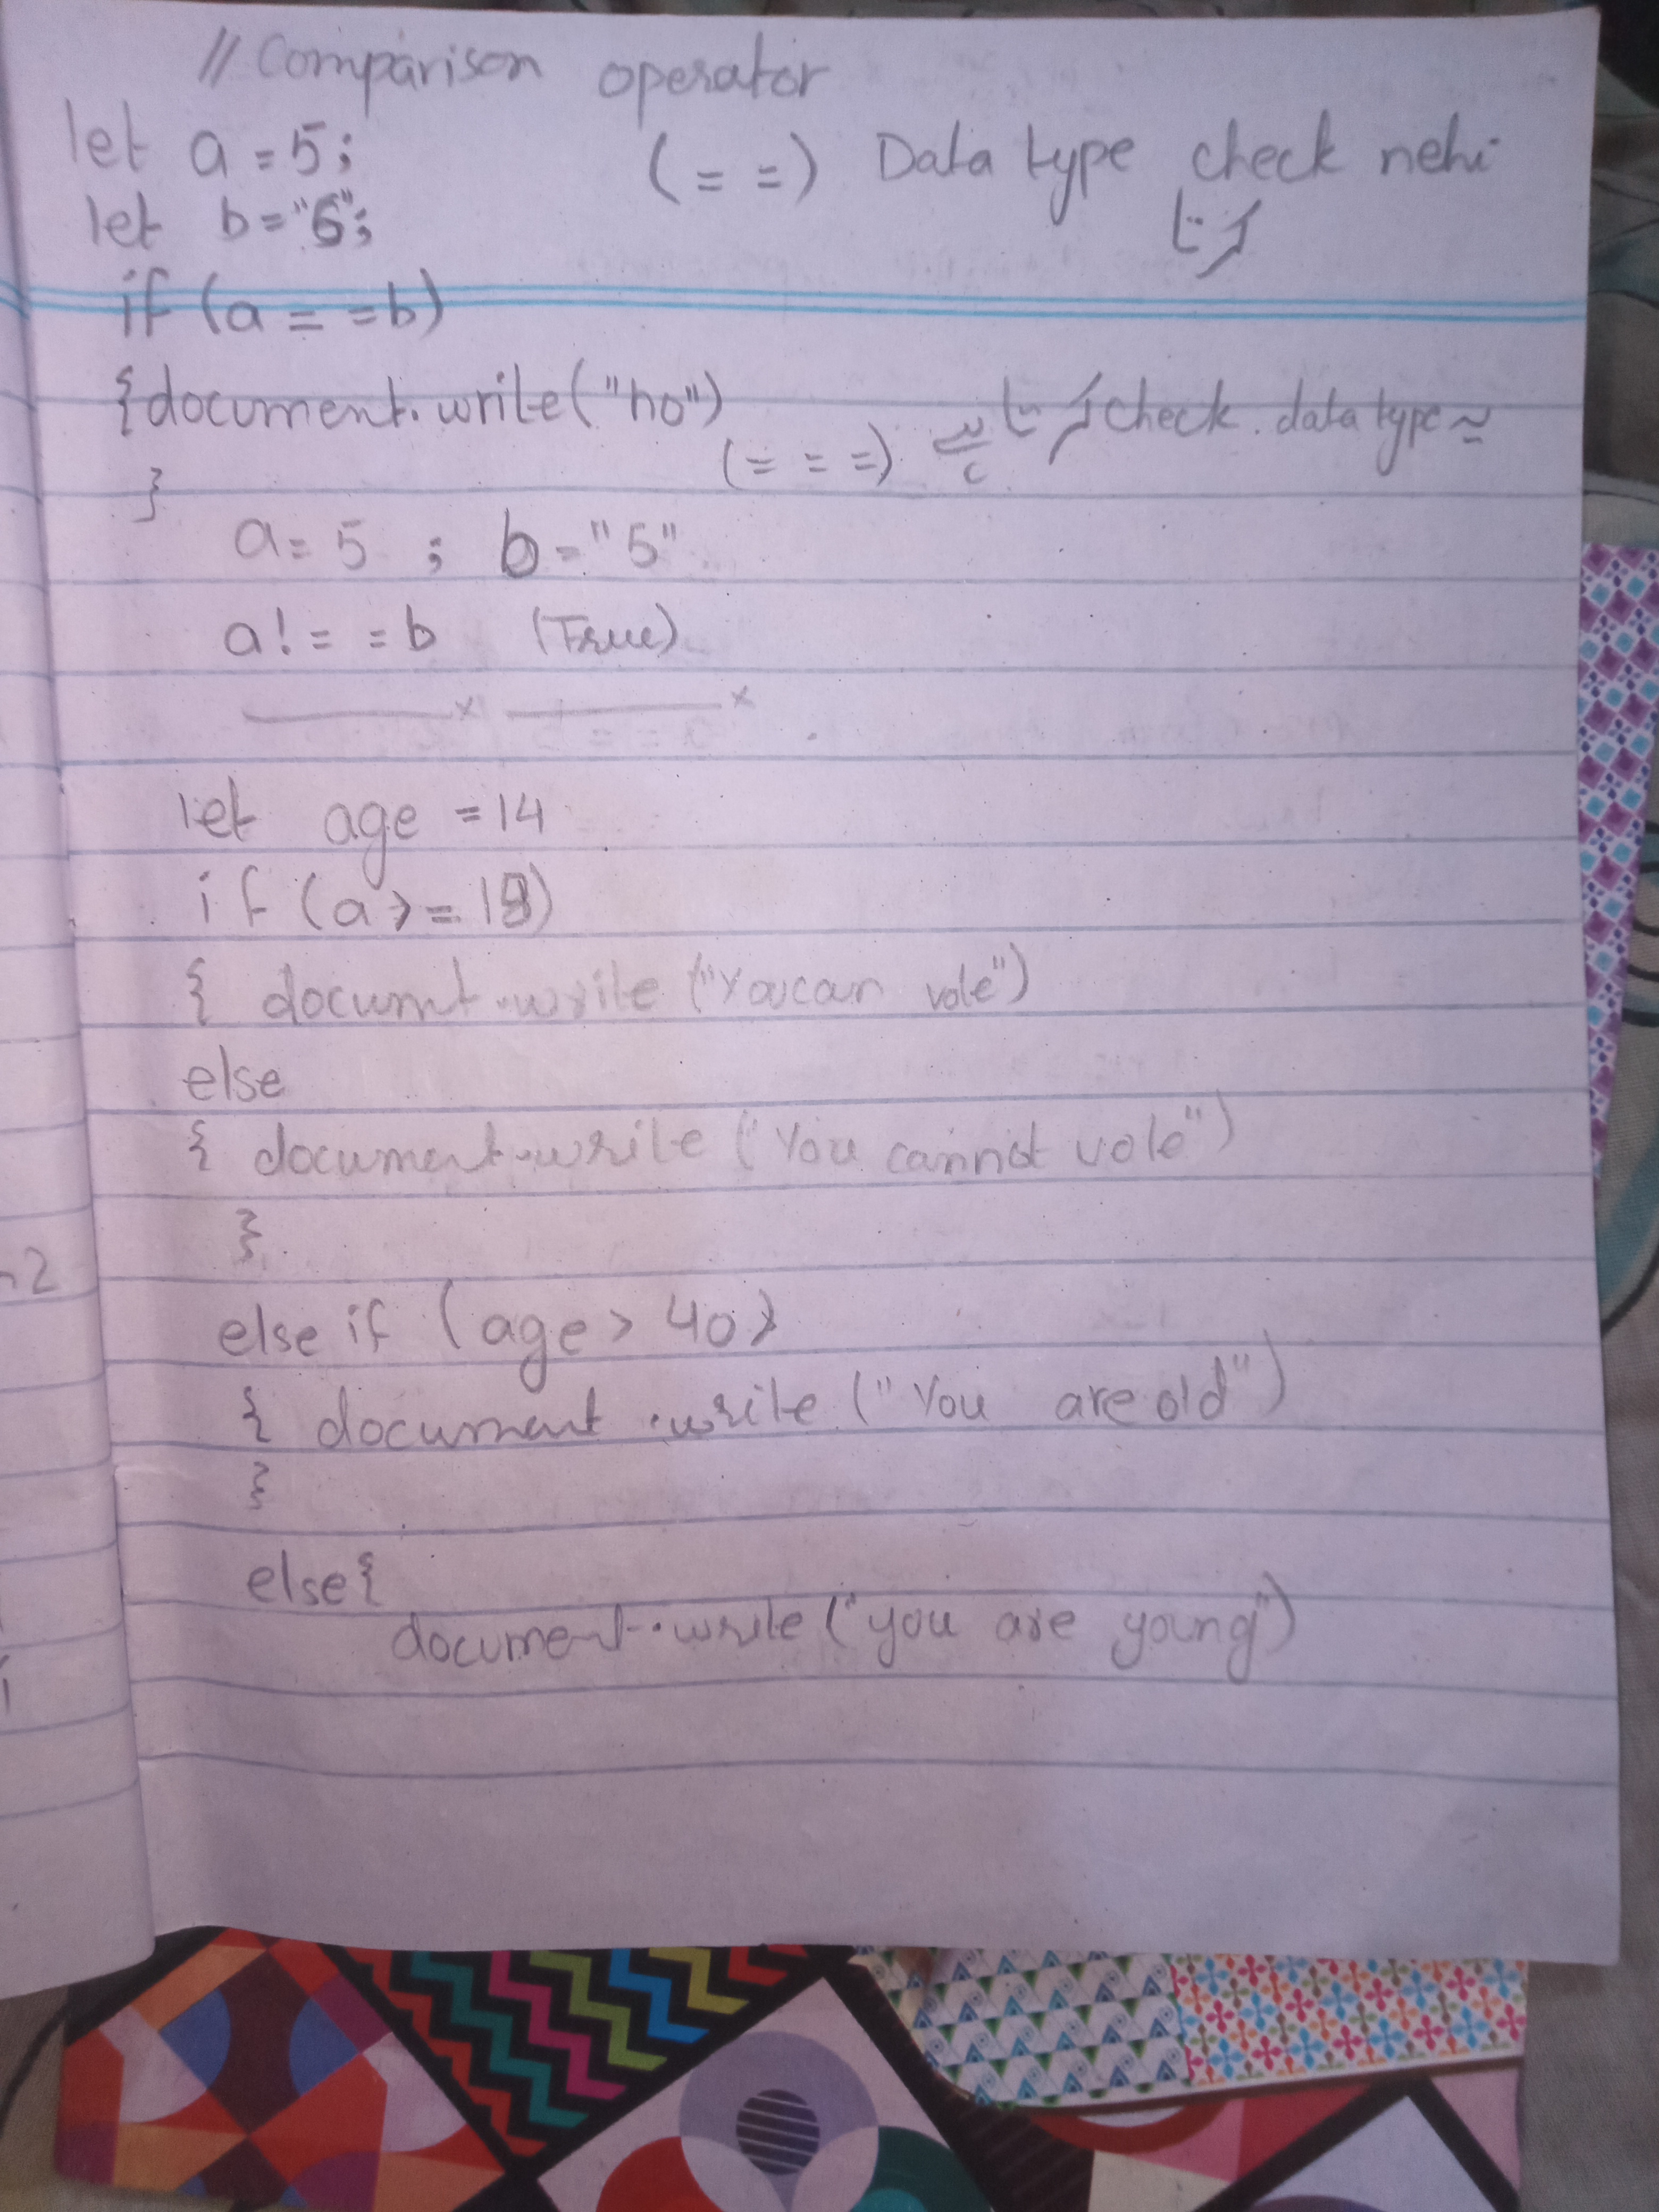 // Comparison operator
let a = 5;
(= =) Data type check nehi
کرتا
let b = "5";
if (a = = b)
{document.write("ho")
(= = =) check data type کرتا ہے
}
a = 5 ; b = "5"
a! = = b (True)
x x
let age = 14
if (a >= 18)
{ documnt.write ("You can vote")
else
{ document.write ("You cannot vote")
}
else if (age > 40)
{ document.write ("You are old")
}
else{
document.write ("you are young")
2